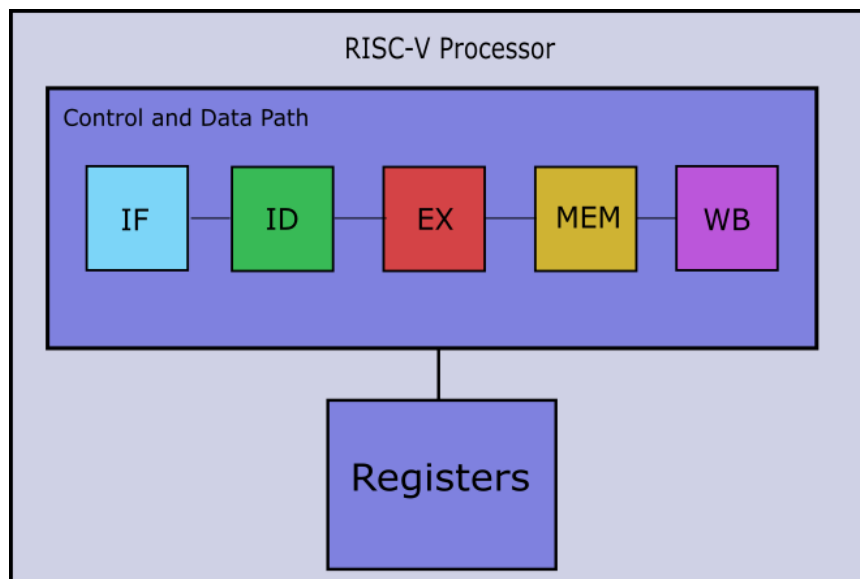 RISC-V Processor
Control and Data Path
IF ID EX MEM WB
Registers